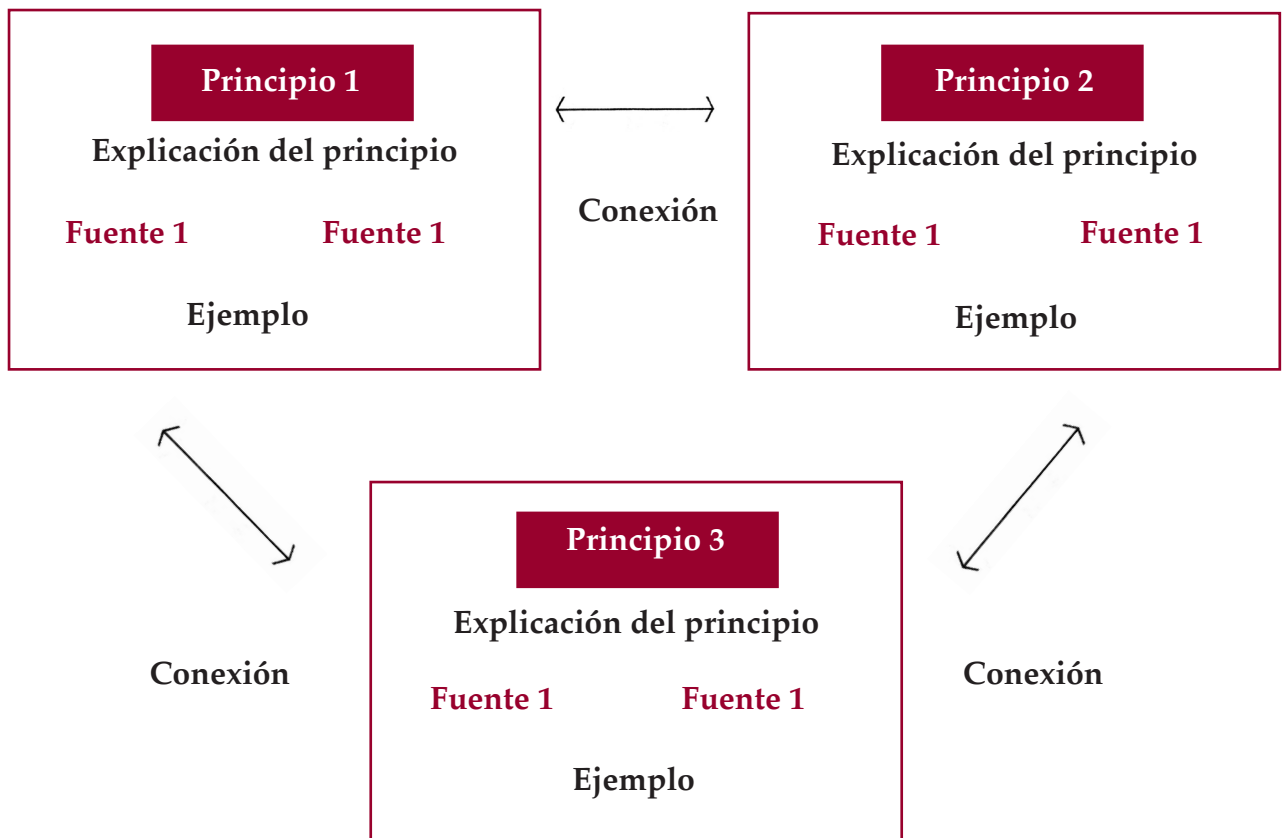 Principio 1
Explicación del principio
Fuente 1 Fuente 1
Ejemplo
Conexión
Principio 2
Explicación del principio
Fuente 1 Fuente 1
Ejemplo
Conexión
Principio 3
Explicación del principio
Fuente 1 Fuente 1
Ejemplo
Conexión